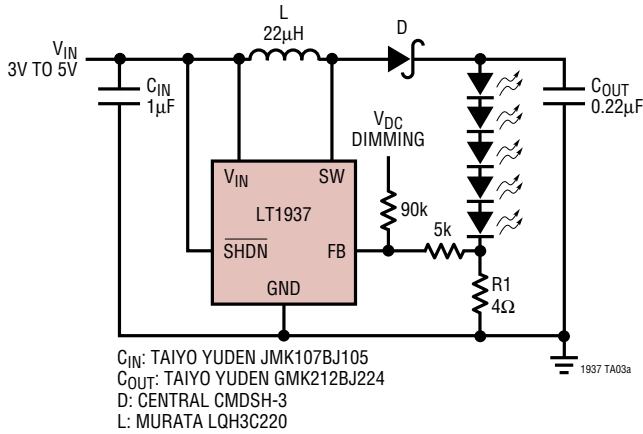 V_IN
3V TO 5V
L
22µH
D
C_IN
1µF
C_OUT
0.22µF
V_DC
DIMMING
V_IN
SW
LT1937
90k
5k
SHDN
FB
GND
R1
4Ω
C_IN: TAIYO YUDEN JMK107BJ105
C_OUT: TAIYO YUDEN GMK212BJ224
D: CENTRAL CMDSH-3
L: MURATA LQH3C220
1937 TA03a